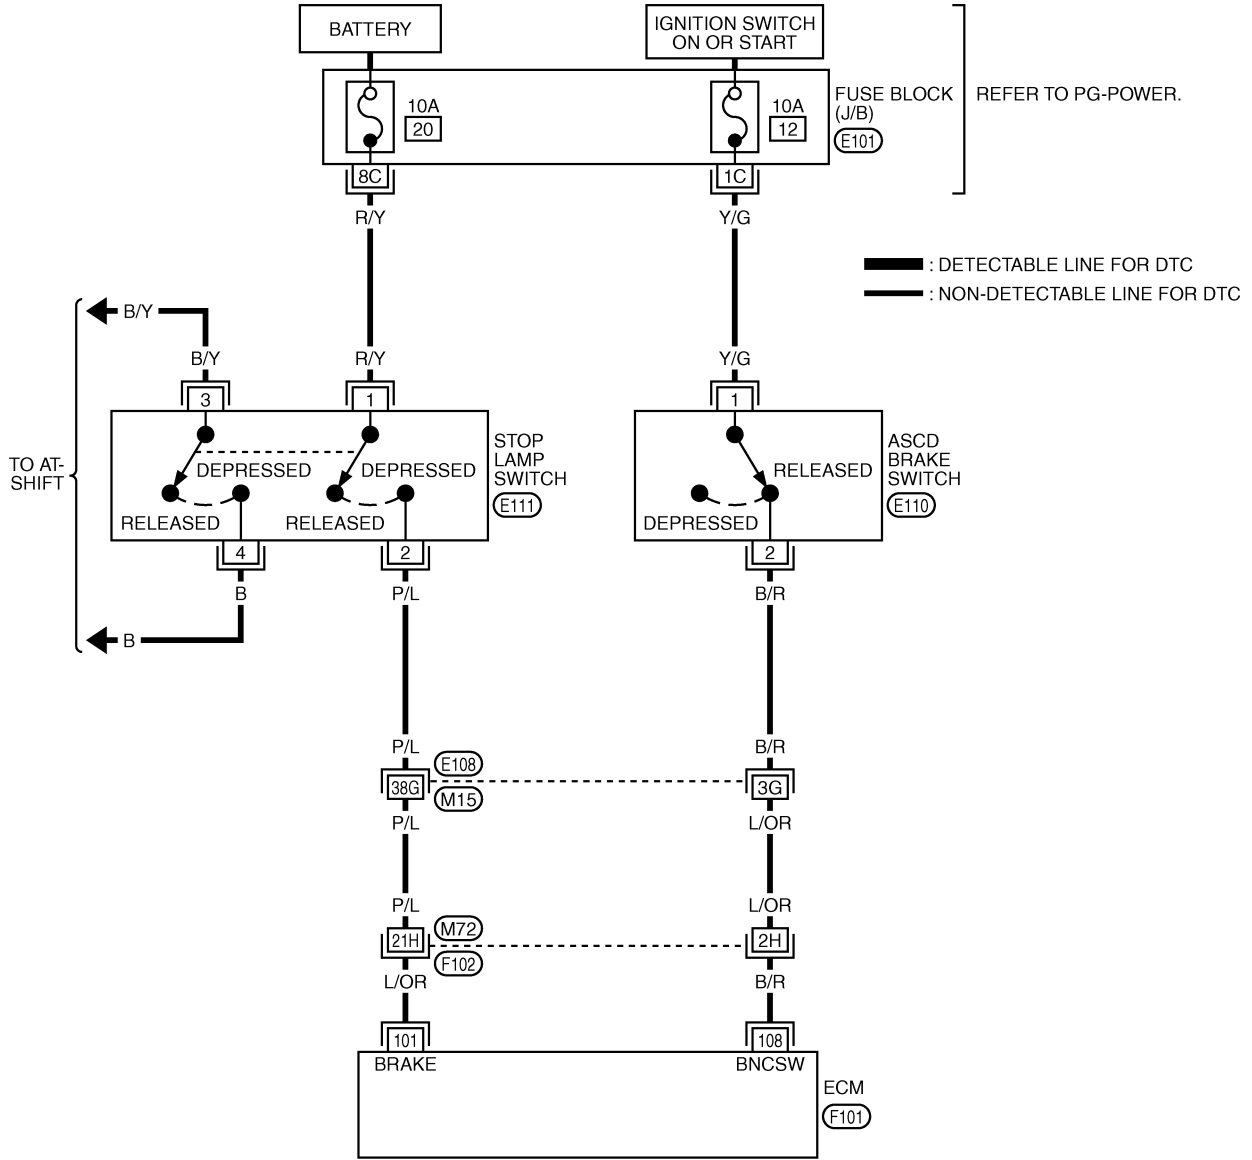 BATTERY
IGNITION SWITCH
ON OR START
10A
20
10A
12
FUSE BLOCK
(J/B)
E101
REFER TO PG-POWER.
8C
1C
R/Y
Y/G
: DETECTABLE LINE FOR DTC
: NON-DETECTABLE LINE FOR DTC
B/Y
B/Y
R/Y
Y/G
3
1
1
STOP
LAMP
SWITCH
E111
ASCD
BRAKE
SWITCH
E110
TO AT-
SHIFT
DEPRESSED
DEPRESSED
RELEASED
RELEASED
RELEASED
DEPRESSED
4
2
2
B
P/L
B/R
B
P/L
B/R
E108
38G
3G
M15
P/L
L/OR
P/L
L/OR
M72
21H
2H
F102
L/OR
B/R
101
108
BRAKE
BNCSW
ECM
F101